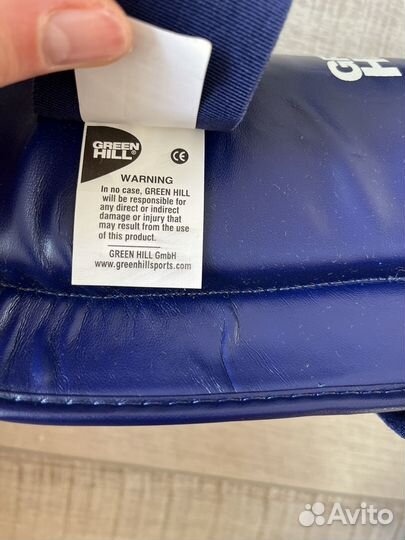 G
H
GREEN
HILL®
CE
WARNING
In no case, GREEN HILL
will be responsible for
any direct or indirect
damage or injury that
may result from the use
of this product.
GREEN HILL GmbH
www.greenhillsports.com
Avito